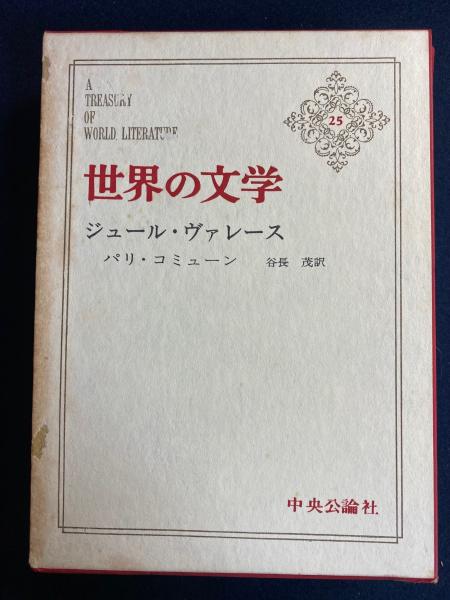 A
TREASURY
OF
WORLD LITERATURE
25
世界の文学
ジュール・ヴァレース
パリ・コミューン 谷長 茂訳
中央公論社